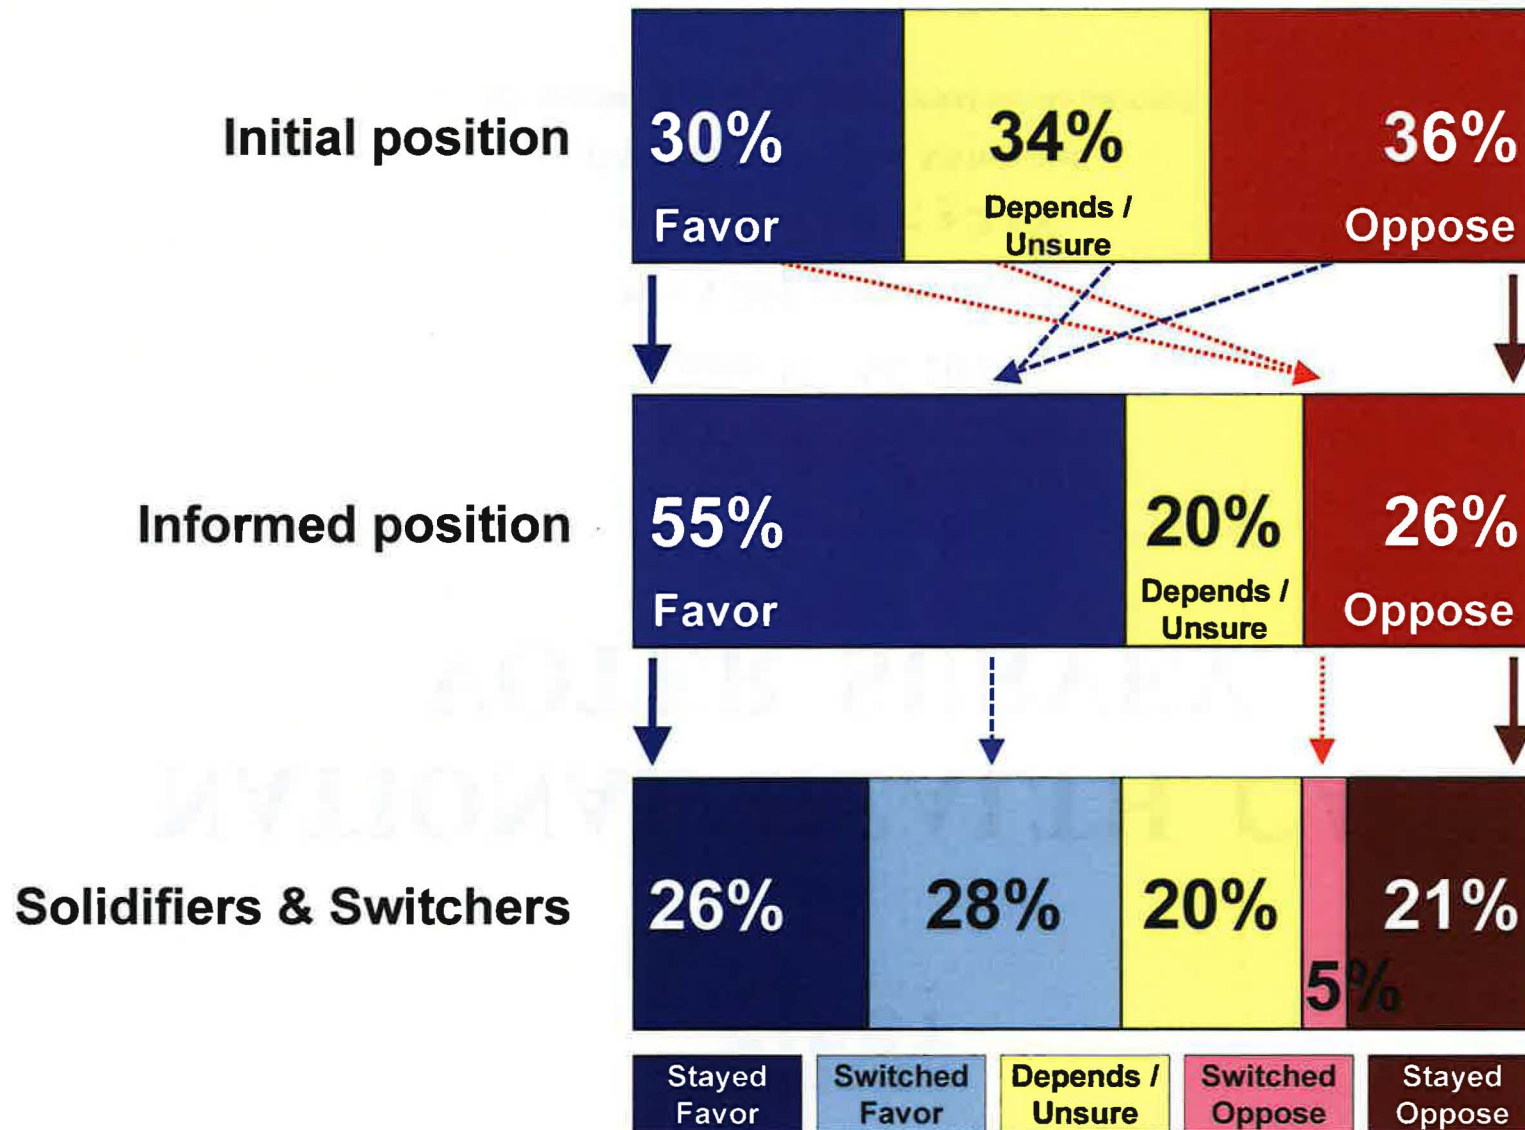 Initial position
30%
34%
36%
Favor
Depends /
Unsure
Oppose
Informed position
55%
20%
26%
Favor
Depends /
Unsure
Oppose
Solidifiers & Switchers
26%
28%
20%
5%
21%
Stayed
Favor
Switched
Favor
Depends /
Unsure
Switched
Oppose
Stayed
Oppose